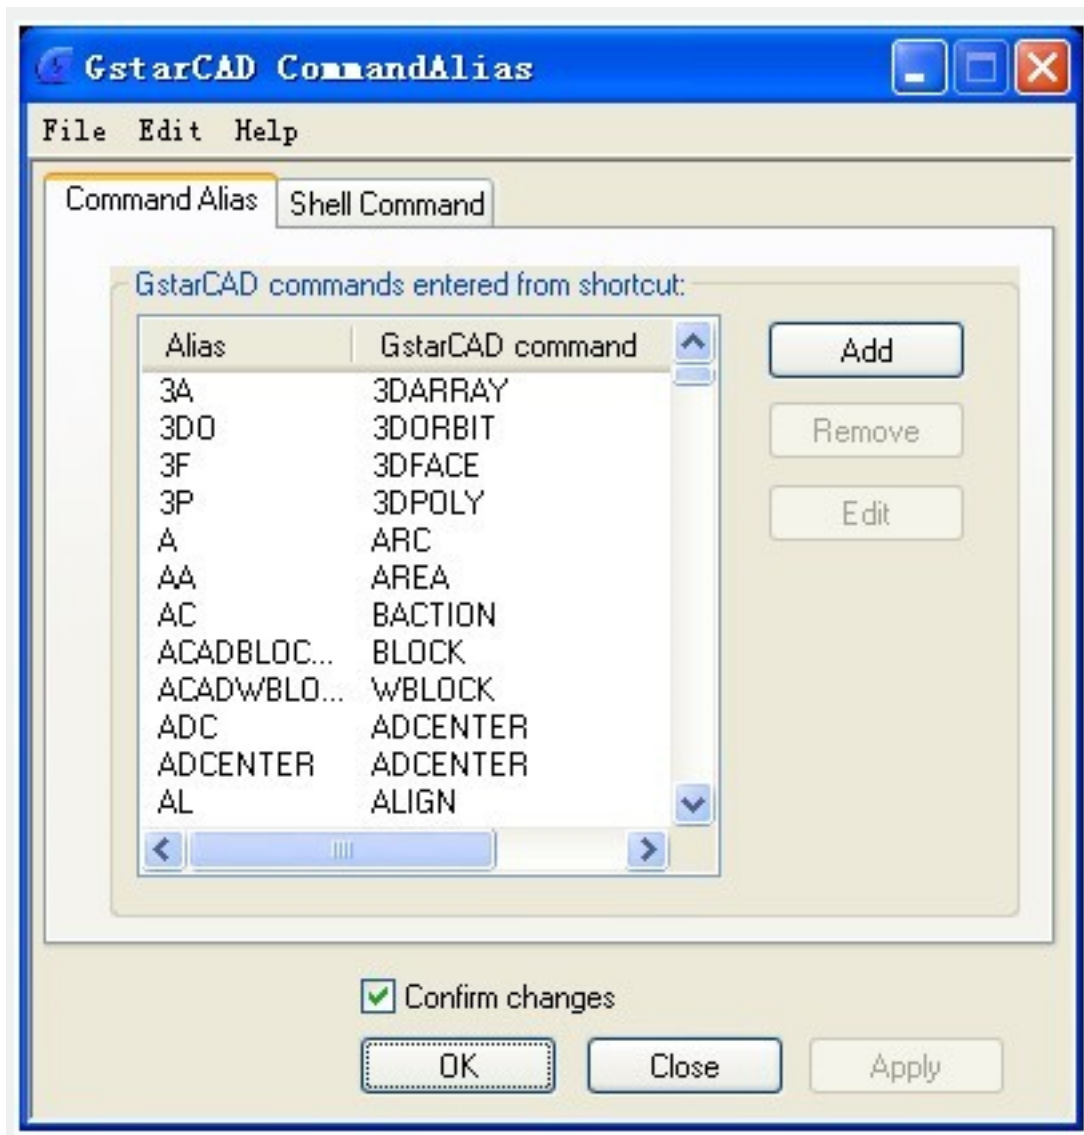 GstarCAD CommandAlias
File Edit Help
Command Alias Shell Command
GstarCAD commands entered from shortcut:
Alias GstarCAD command
3A 3DARRAY
3DO 3DORBIT
3F 3DFACE
3P 3DPOLY
A ARC
AA AREA
AC BACTION
ACADBLOC... BLOCK
ACADWBLO... WBLOCK
ADC ADCENTER
ADCENTER ADCENTER
AL ALIGN
Add
Remove
Edit
Confirm changes
OK Close Apply